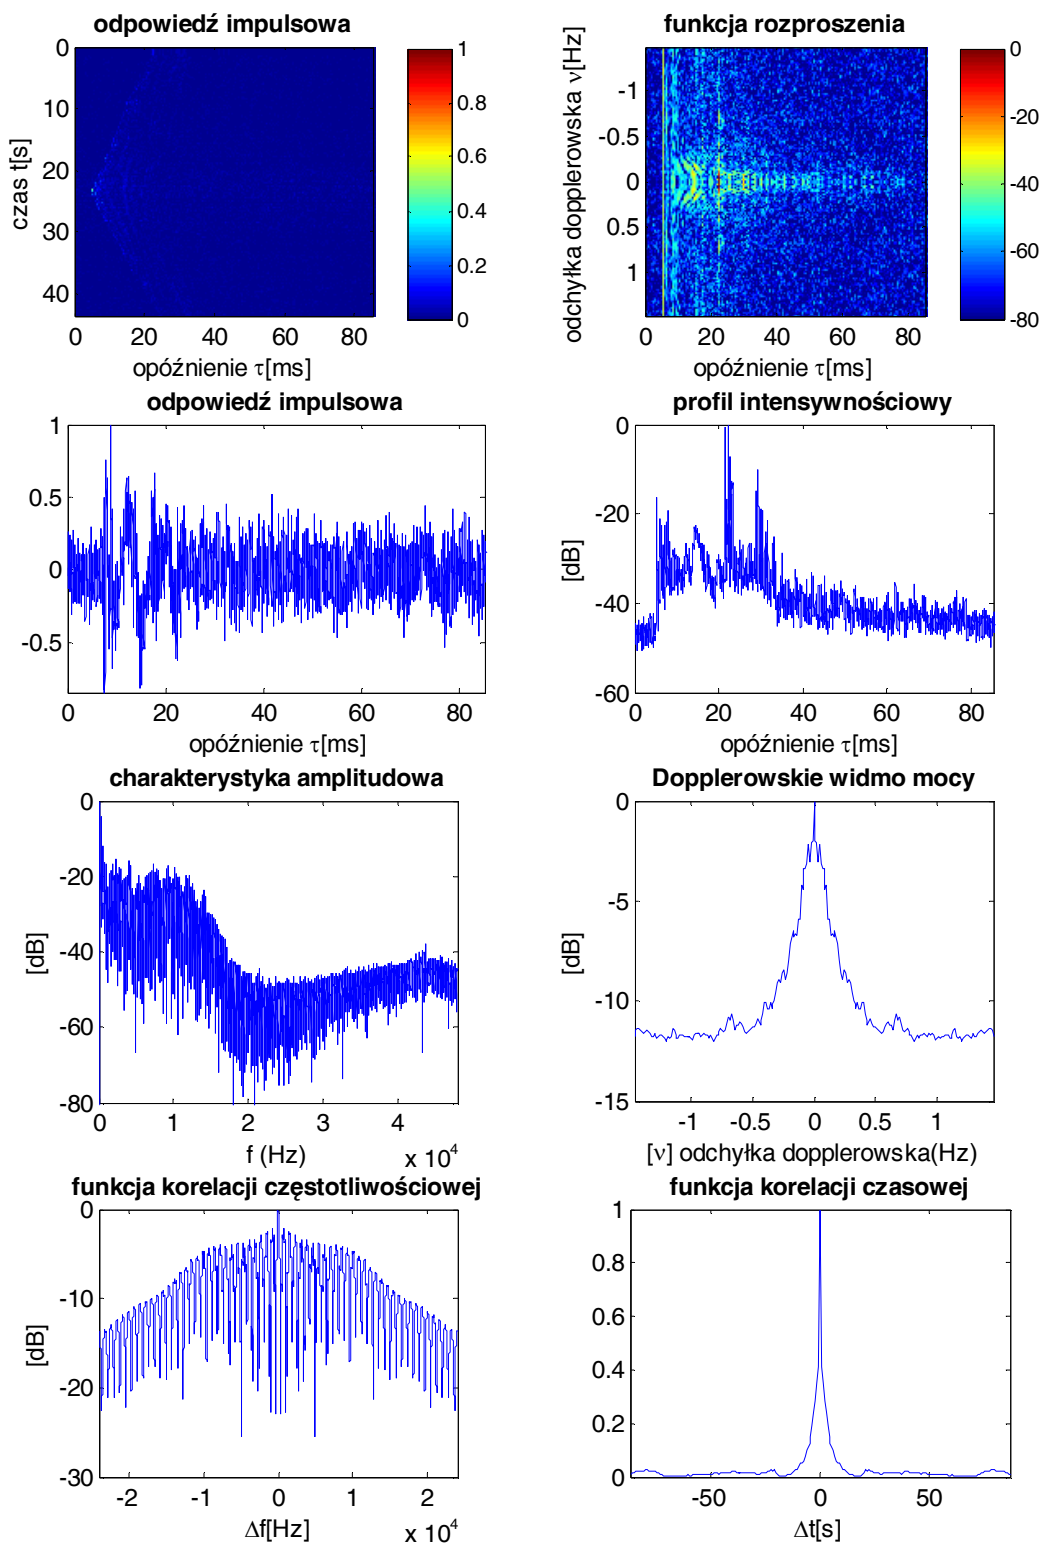 odpowiedź impulsowa
0
10
20
30
40
czas t[s]
0 20 40 60 80
opóźnienie τ[ms]
1
0.8
0.6
0.4
0.2
0
funkcja rozproszenia
-1
-0.5
0
0.5
1
odchyłka dopplerowska ν[Hz]
0 20 40 60 80
opóźnienie τ[ms]
0
-20
-40
-60
-80
odpowiedź impulsowa
1
0.5
0
-0.5
0 20 40 60 80
opóźnienie τ[ms]
profil intensywnościowy
0
-20
-40
-60
[dB]
0 20 40 60 80
opóźnienie τ[ms]
charakterystyka amplitudowa
0
-20
-40
-60
-80
[dB]
0 1 2 3 4
f (Hz) x 10^4
Dopplerowskie widmo mocy
0
-5
-10
-15
[dB]
-1 -0.5 0 0.5 1
[ν] odchyłka dopplerowska(Hz)
funkcja korelacji częstotliwościowej
0
-10
-20
-30
[dB]
-2 -1 0 1 2
Δf[Hz] x 10^4
funkcja korelacji czasowej
1
0.8
0.6
0.4
0.2
0
-50 0 50
Δt[s]